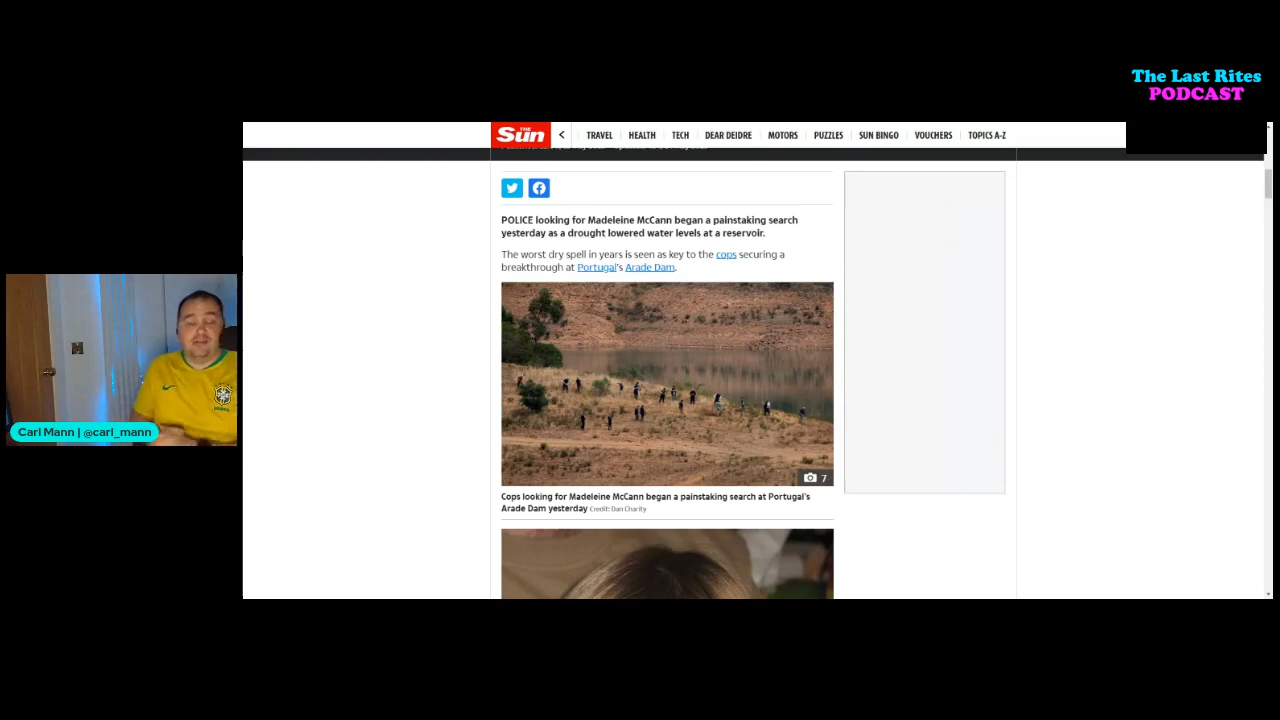 The Last Rites
PODCAST
THE Sun
TRAVEL HEALTH TECH DEAR DEIDRE MOTORS PUZZLES SUN BINGO VOUCHERS TOPICS A-Z
POLICE looking for Madeleine McCann began a painstaking search
yesterday as a drought lowered water levels at a reservoir.
The worst dry spell in years is seen as key to the cops securing a
breakthrough at Portugal's Arade Dam.
7
Cops looking for Madeleine McCann began a painstaking search at Portugal's
Arade Dam yesterday Credit: Dan Charity
Carl Mann | @carl_mann